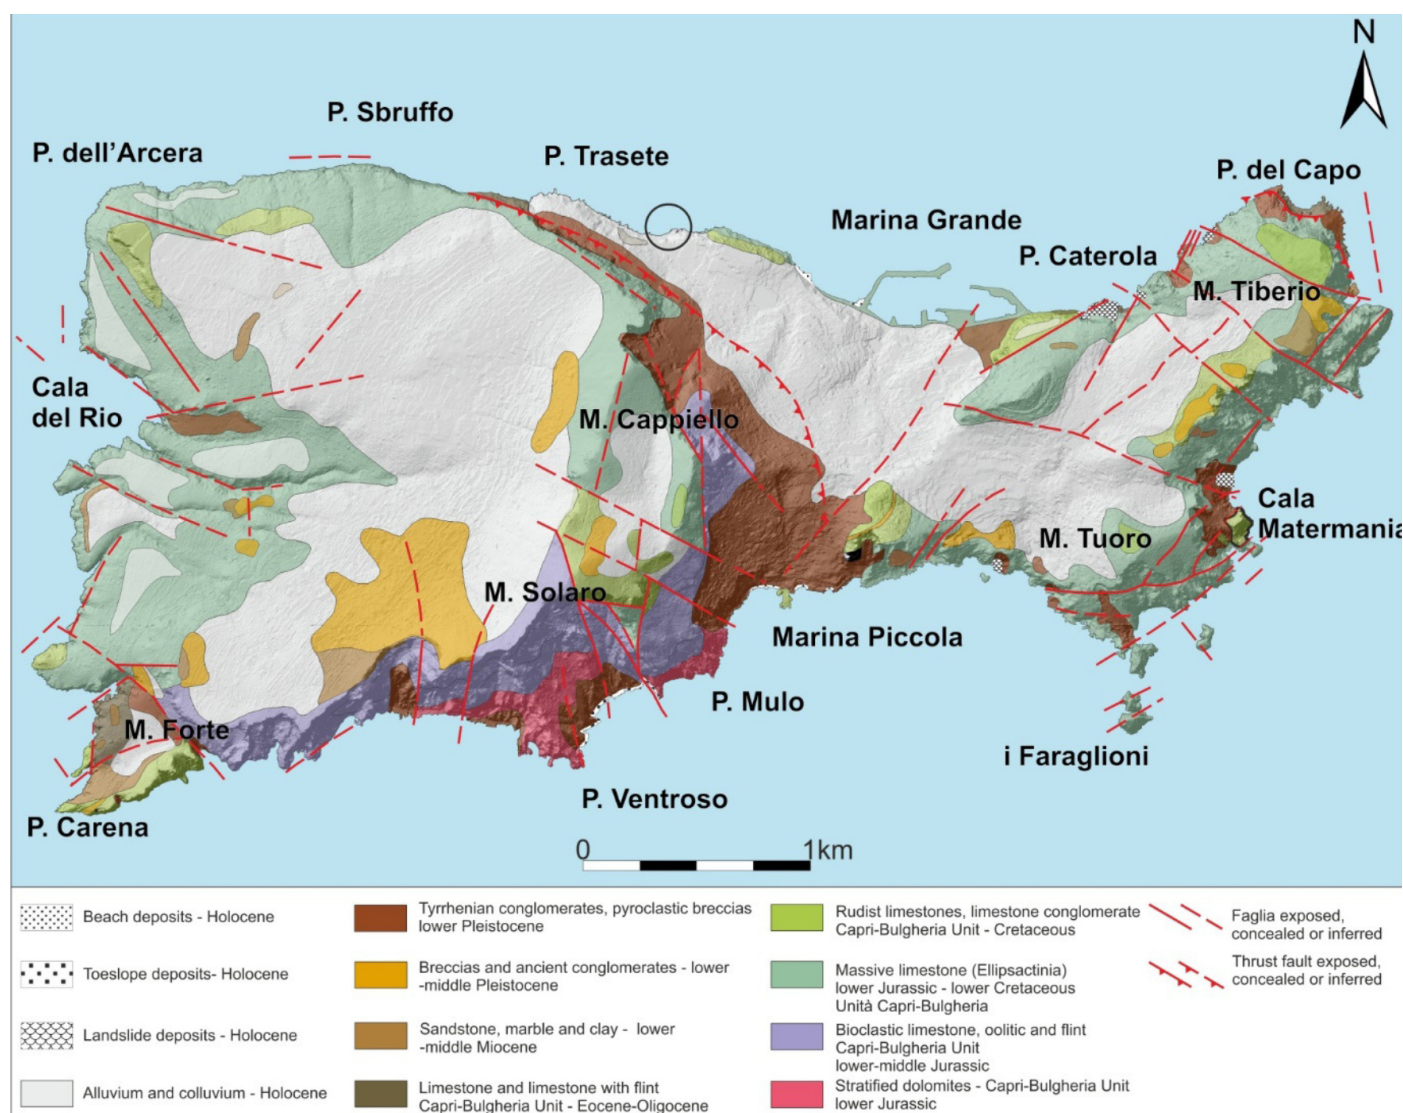 N
P. Sbruffo
P. dell'Arcera
P. Trasete
P. del Capo
Marina Grande
P. Caterola
M. Tiberio
Cala
del Rio
M. Cappiello
Cala
Matermania
M. Tuoro
M. Solaro
Marina Piccola
P. Mulo
M. Forte
i Faraglioni
P. Ventroso
P. Carena
0 1km
Beach deposits - Holocene
Toeslope deposits- Holocene
Landslide deposits - Holocene
Alluvium and colluvium - Holocene
Tyrrhenian conglomerates, pyroclastic breccias
lower Pleistocene
Breccias and ancient conglomerates - lower
-middle Pleistocene
Sandstone, marble and clay - lower
-middle Miocene
Limestone and limestone with flint
Capri-Bulgheria Unit - Eocene-Oligocene
Rudist limestones, limestone conglomerate
Capri-Bulgheria Unit - Cretaceous
Massive limestone (Ellipsactinia)
lower Jurassic - lower Cretaceous
Unità Capri-Bulgheria
Bioclastic limestone, oolitic and flint
Capri-Bulgheria Unit
lower-middle Jurassic
Stratified dolomites - Capri-Bulgheria Unit
lower Jurassic
Faglia exposed,
concealed or inferred
Thrust fault exposed,
concealed or inferred